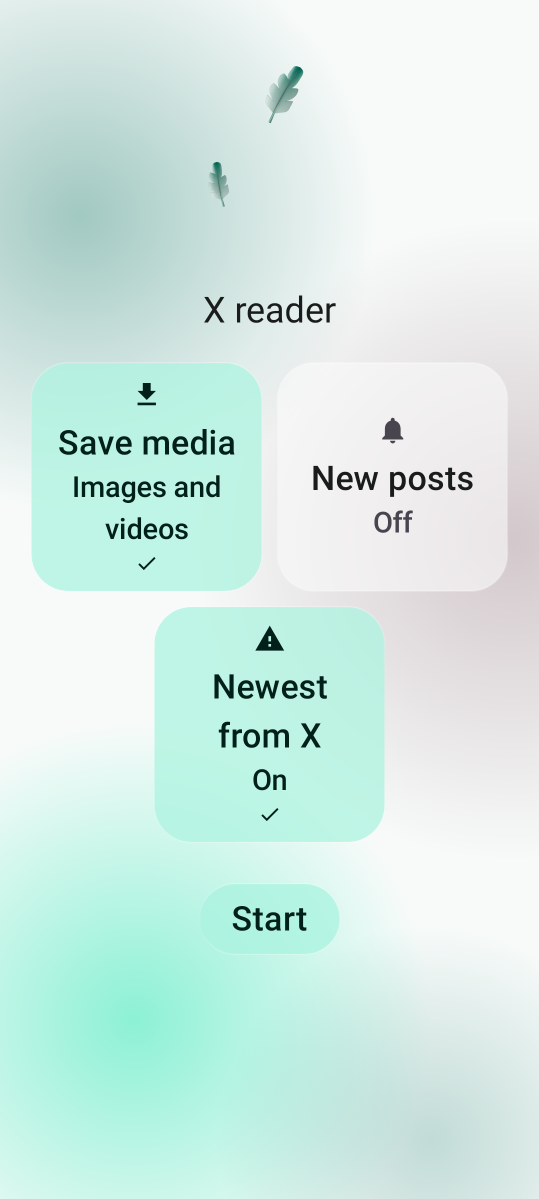 X reader
Save media
Images and
videos
New posts
Off
Newest
from X
On
Start